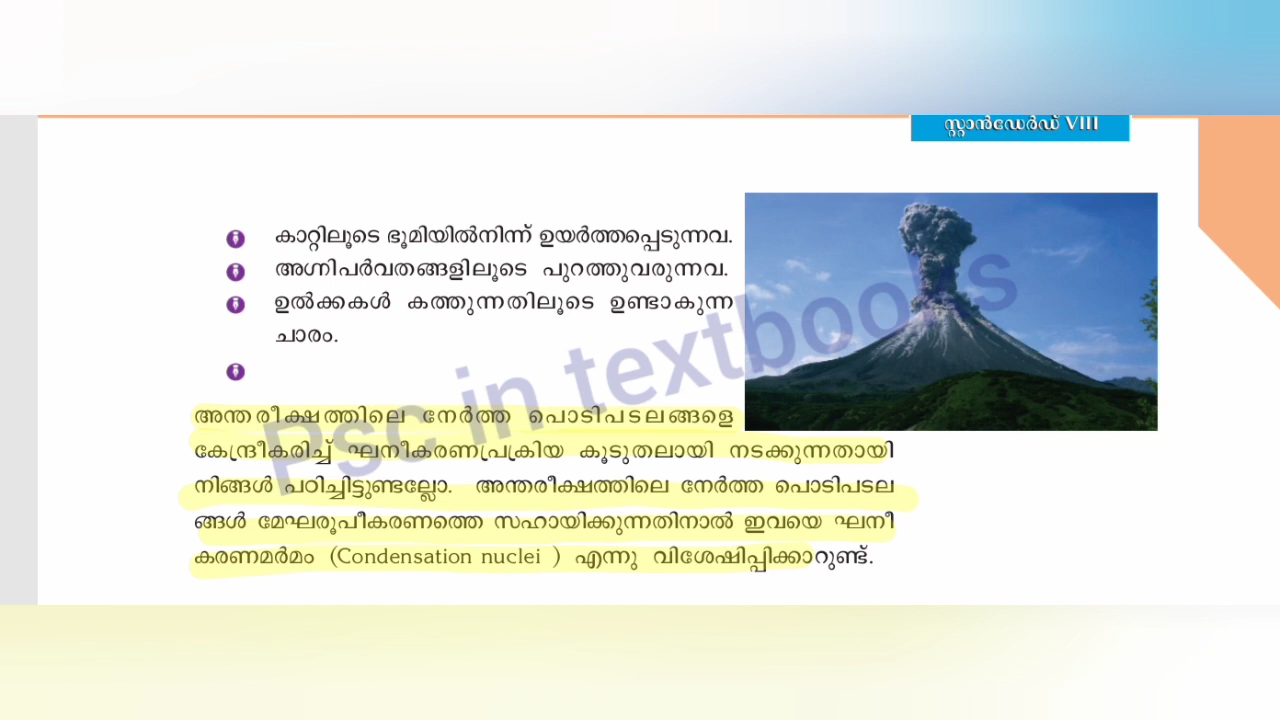 സ്റ്റാൻഡേർഡ് VIII
കാറ്റിലൂടെ ഭൂമിയിൽനിന്ന് ഉയർത്തപ്പെടുന്നവ.
അഗ്നിപർവതങ്ങളിലൂടെ പുറത്തുവരുന്നവ.
ഉൽക്കകൾ കത്തുന്നതിലൂടെ ഉണ്ടാകുന്ന
ചാരം.
അന്തരീക്ഷത്തിലെ നേർത്ത പൊടിപടലങ്ങളെ
കേന്ദ്രീകരിച്ച് ഘനീകരണപ്രക്രിയ കൂടുതലായി നടക്കുന്നതായി
നിങ്ങൾ പഠിച്ചിട്ടുണ്ടല്ലോ. അന്തരീക്ഷത്തിലെ നേർത്ത പൊടിപടല
ങ്ങൾ മേഘരൂപീകരണത്തെ സഹായിക്കുന്നതിനാൽ ഇവയെ ഘനീ
കരണമർമം (Condensation nuclei ) എന്നു വിശേഷിപ്പിക്കാറുണ്ട്.
Psc in textbooks